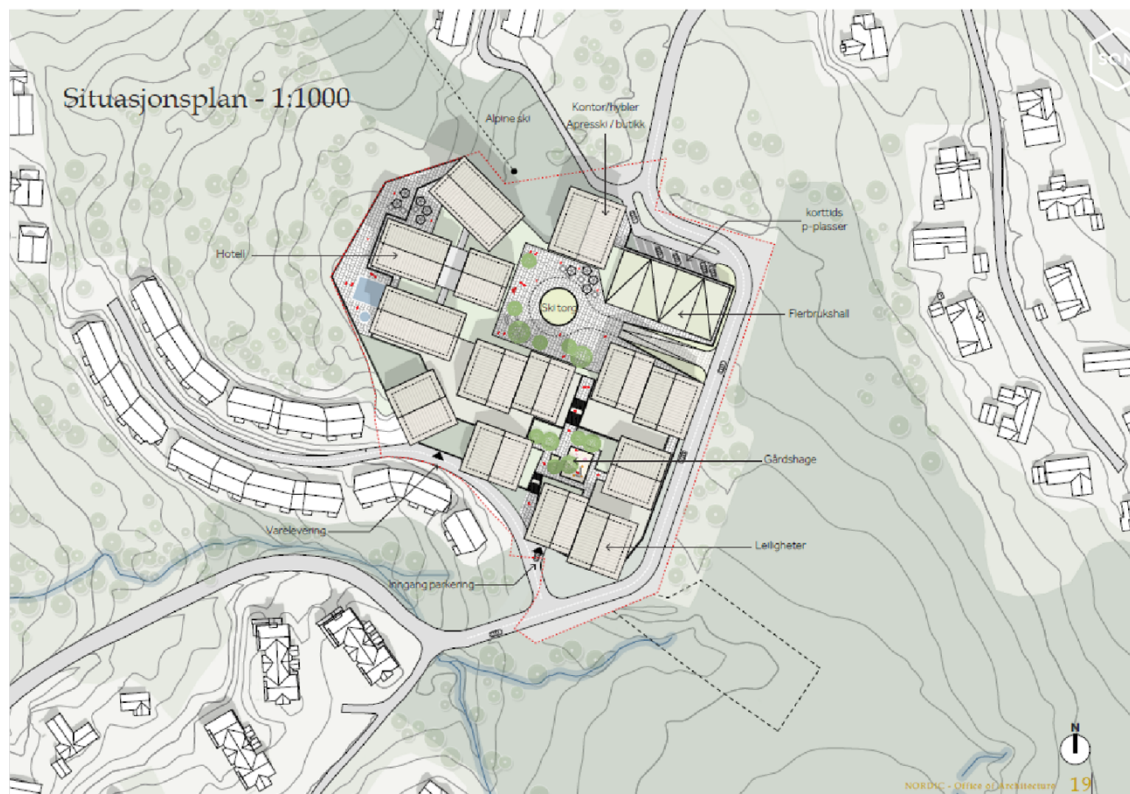 Situasjonsplan - 1:1000
Alpine ski
Kontor/hybler
Apresski / butikk
korttids
p-plasser
Hotell
Ski torg
Flerbrukshall
Gårdshage
Varelevering
Leiligheter
Inngang parkering
N
NORDIC - Office of Architecture 19